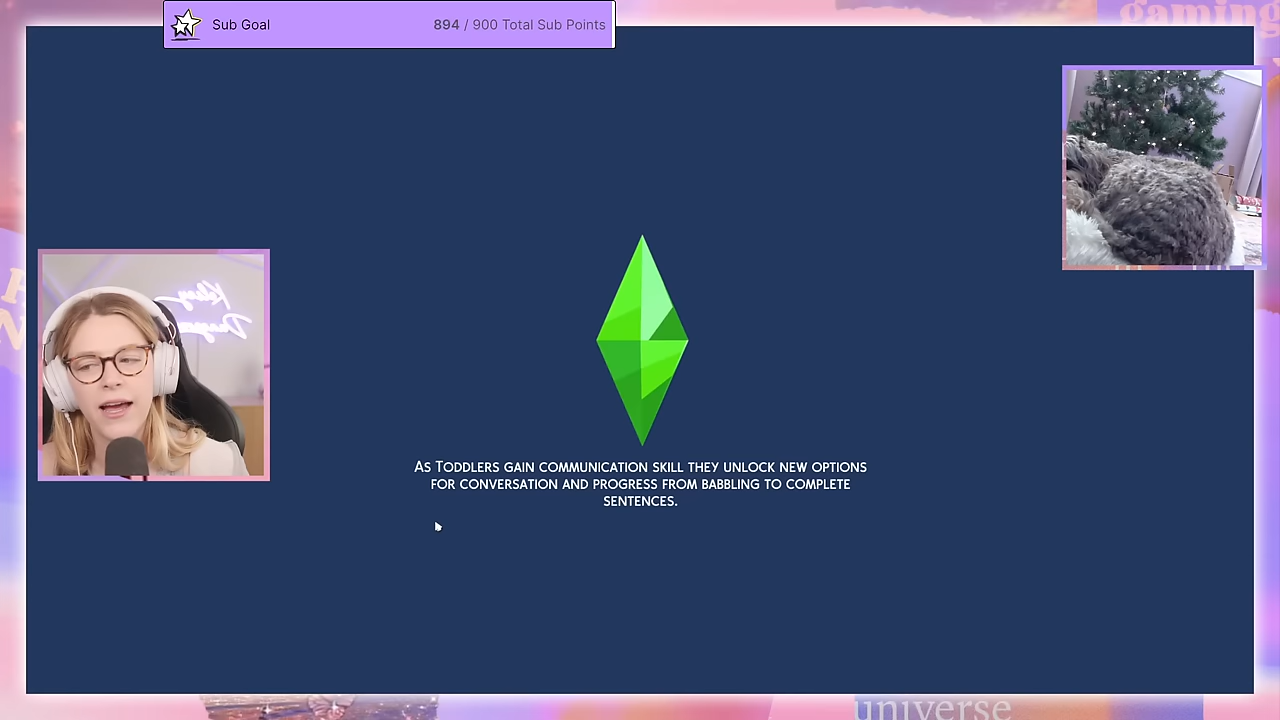 gaming
Sub Goal
894 / 900 Total Sub Points
Kelsey
AS TODDLERS GAIN COMMUNICATION SKILL THEY UNLOCK NEW OPTIONS
FOR CONVERSATION AND PROGRESS FROM BABBLING TO COMPLETE
SENTENCES.
universe